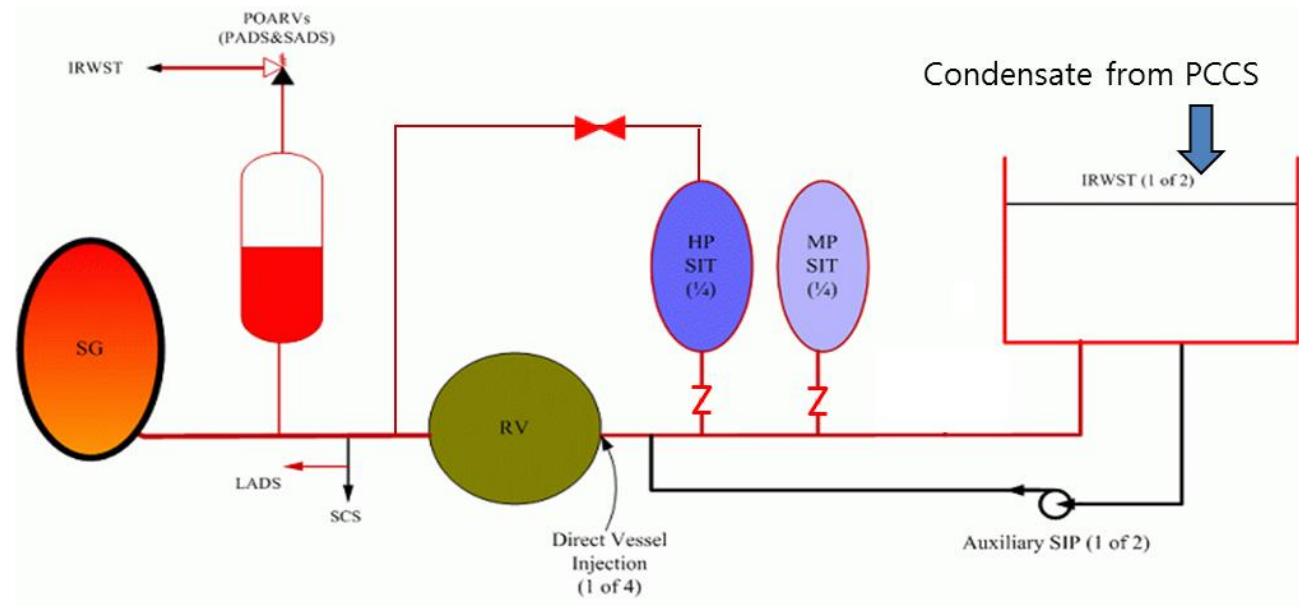 POARVs
(PADS&SADS)
IRWST
Condensate from PCCS
IRWST (1 of 2)
HP
SIT
(¼)
MP
SIT
(¼)
SG
RV
LADS
SCS
Direct Vessel
Injection
(1 of 4)
Auxiliary SIP (1 of 2)